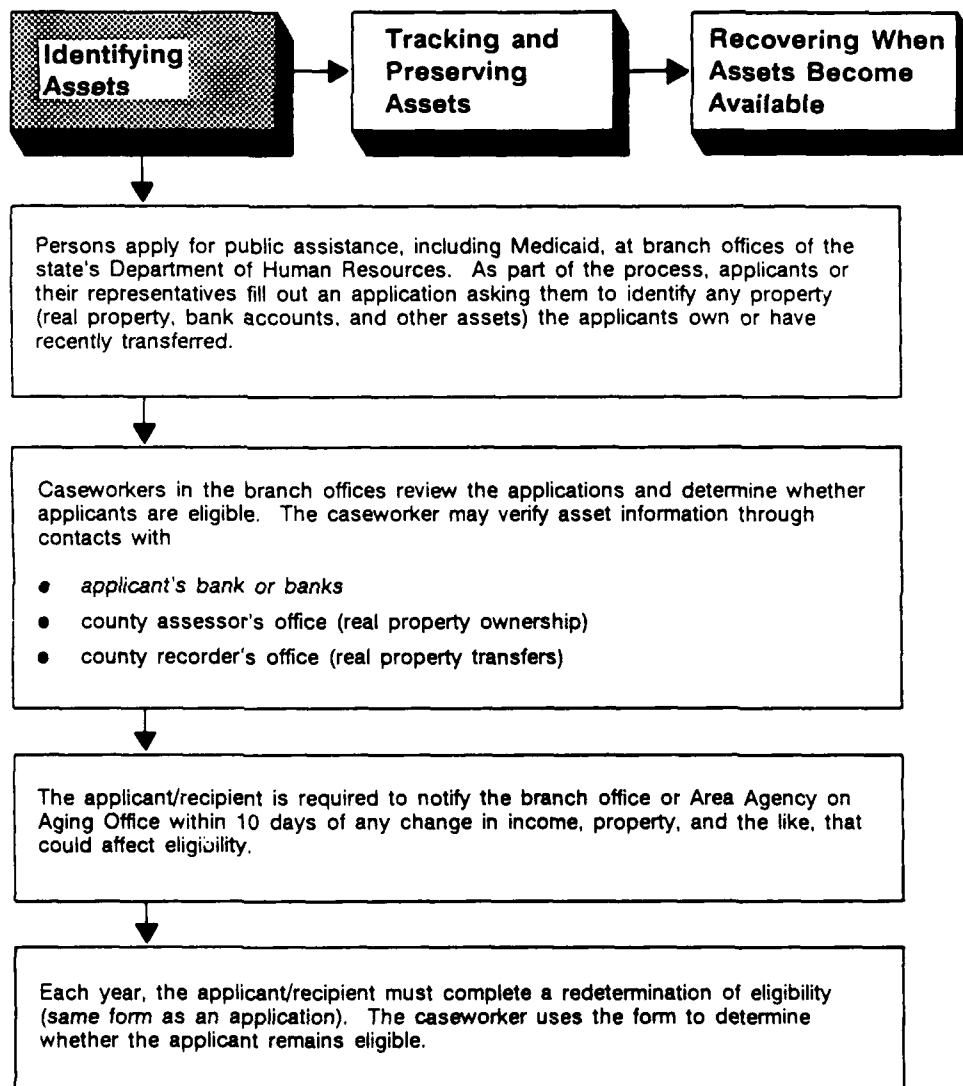 Identifying
Assets
Tracking and
Preserving
Assets
Recovering When
Assets Become
Available
Persons apply for public assistance, including Medicaid, at branch offices of the
state's Department of Human Resources. As part of the process, applicants or
their representatives fill out an application asking them to identify any property
(real property, bank accounts, and other assets) the applicants own or have
recently transferred.
Caseworkers in the branch offices review the applications and determine whether
applicants are eligible. The caseworker may verify asset information through
contacts with
● applicant's bank or banks
● county assessor's office (real property ownership)
● county recorder's office (real property transfers)
The applicant/recipient is required to notify the branch office or Area Agency on
Aging Office within 10 days of any change in income, property, and the like, that
could affect eligibility.
Each year, the applicant/recipient must complete a redetermination of eligibility
(same form as an application). The caseworker uses the form to determine
whether the applicant remains eligible.